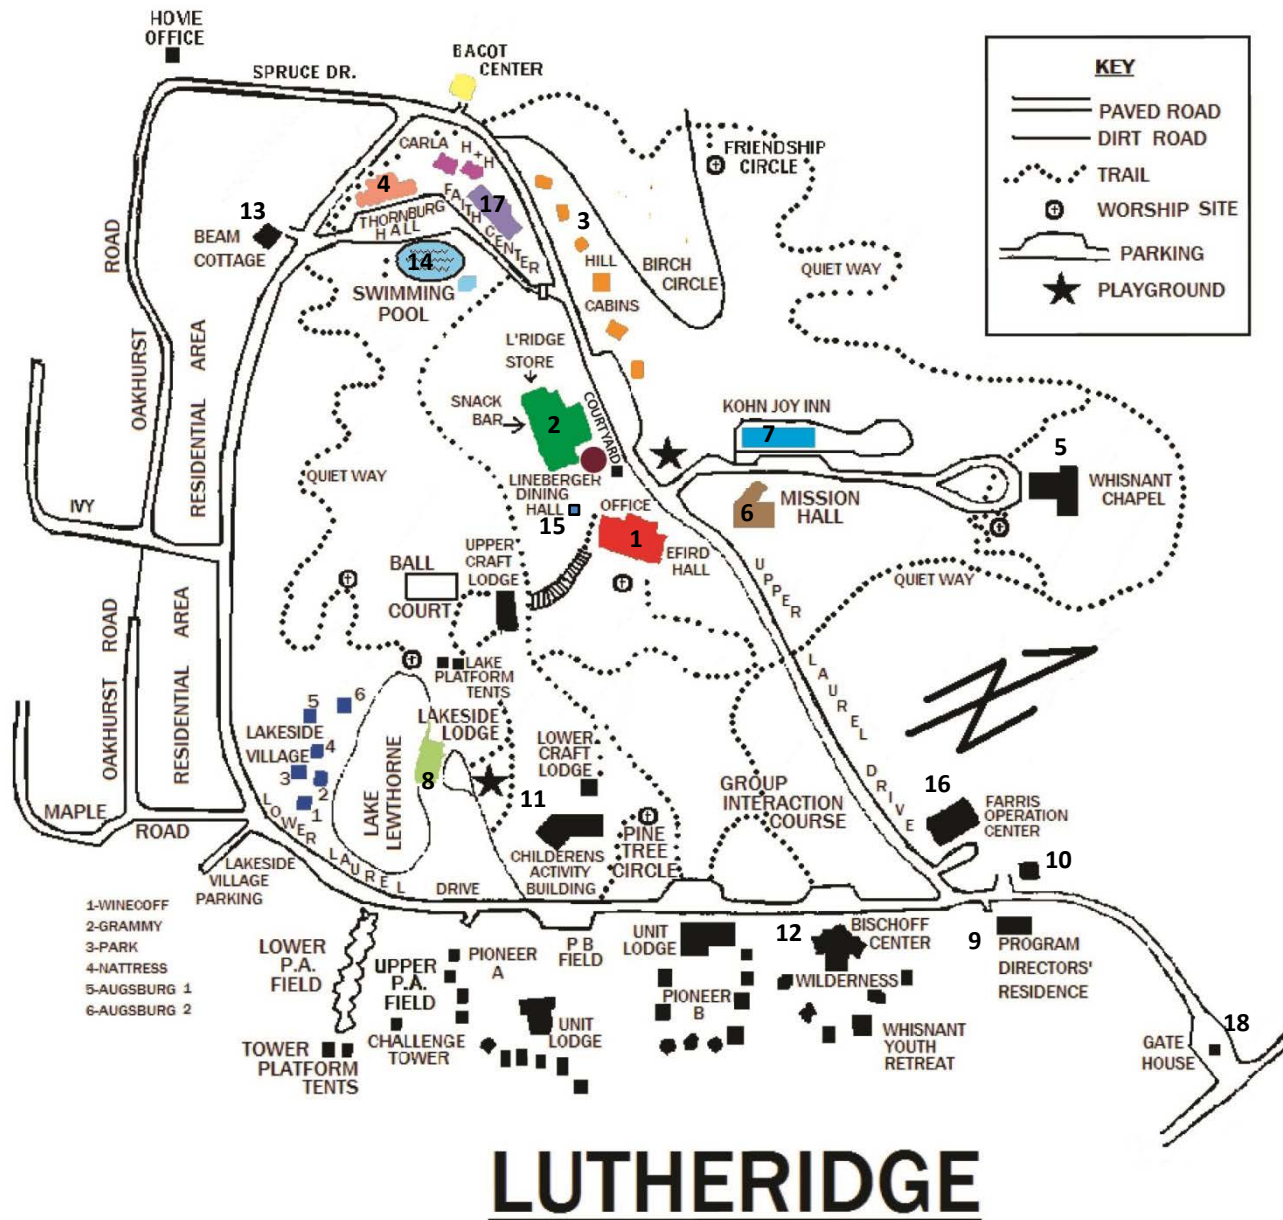 HOME
OFFICE
SPRUCE DR.
BACOT
CENTER
KEY
PAVED ROAD
DIRT ROAD
TRAIL
WORSHIP SITE
PARKING
PLAYGROUND
CARLA
H+H
FRIENDSHIP
CIRCLE
4
17
3
13
THORNBURG
HALL
FAITH CENTER
BEAM
COTTAGE
14
SWIMMING
POOL
HILL
CABINS
BIRCH
CIRCLE
QUIET WAY
ROAD
OAKHURST
RESIDENTIAL AREA
L'RIDGE
STORE
SNACK
BAR
2
COURTYARD
KOHN JOY INN
7
5
WHISNANT
CHAPEL
QUIET WAY
LINEBERGER
DINING
HALL
15
OFFICE
1
EFIRD
HALL
6
MISSION
HALL
IVY
UPPER
CRAFT
LODGE
BALL
COURT
QUIET WAY
UPPER LAUREL DRIVE
OAKHURST ROAD
RESIDENTIAL AREA
LAKE
PLATFORM
TENTS
5
6
LAKESIDE
VILLAGE
4
3
2
1
LAKESIDE
LODGE
8
LAKE
LEWTHORNE
LOWER
CRAFT
LODGE
11
GROUP
INTERACTION
COURSE
16
FARRIS
OPERATION
CENTER
MAPLE
ROAD
LOWER LAUREL
DRIVE
LAKESIDE
VILLAGE
PARKING
CHILDERENS
ACTIVITY
BUILDING
PINE
TREE
CIRCLE
10
1-WINECOFF
2-GRAMMY
3-PARK
4-NATTRESS
5-AUGSBURG 1
6-AUGSBURG 2
LOWER
P.A.
FIELD
UPPER
P.A.
FIELD
PIONEER
A
P B
FIELD
UNIT
LODGE
12
BISCHOFF
CENTER
9
PROGRAM
DIRECTORS'
RESIDENCE
WILDERNESS
PIONEER
B
TOWER
PLATFORM
TENTS
CHALLENGE
TOWER
UNIT
LODGE
WHISNANT
YOUTH
RETREAT
18
GATE
HOUSE
LUTHERIDGE